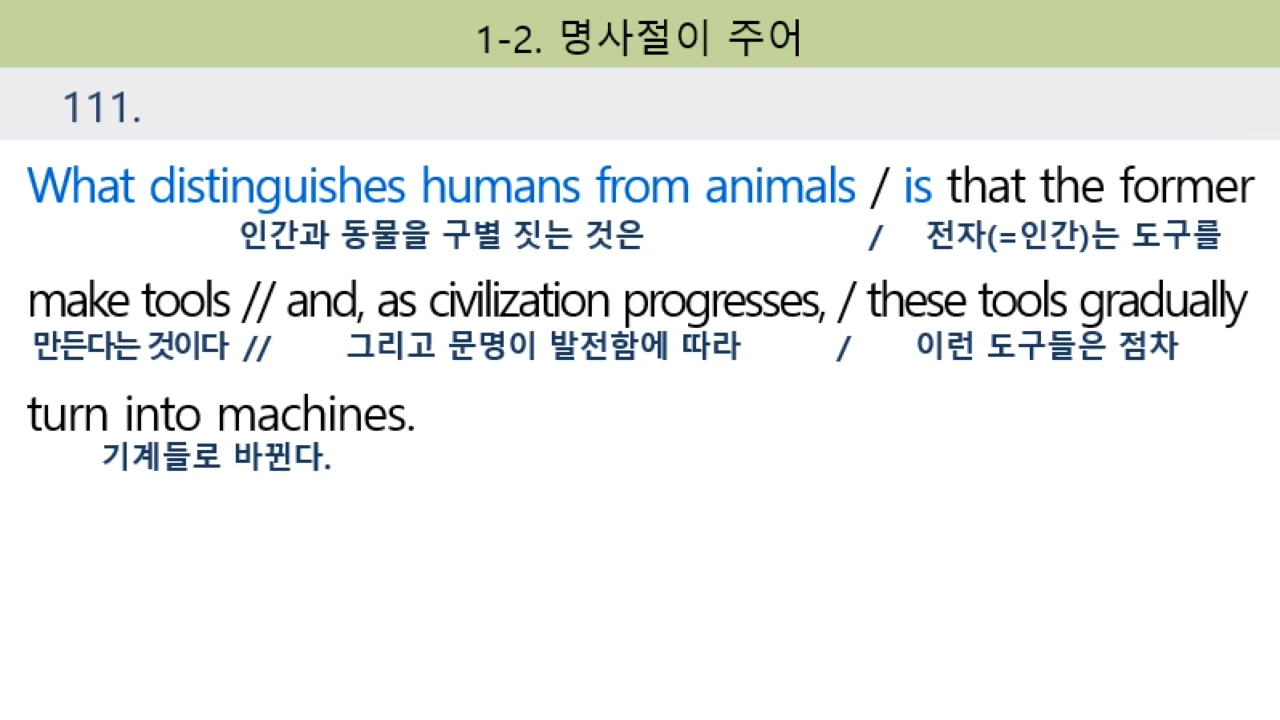 1-2. 명사절이 주어
111.
What distinguishes humans from animals / is that the former
인간과 동물을 구별 짓는 것은 / 전자(=인간)는 도구를
make tools // and, as civilization progresses, / these tools gradually
만든다는 것이다 // 그리고 문명이 발전함에 따라 / 이런 도구들은 점차
turn into machines.
기계들로 바뀐다.